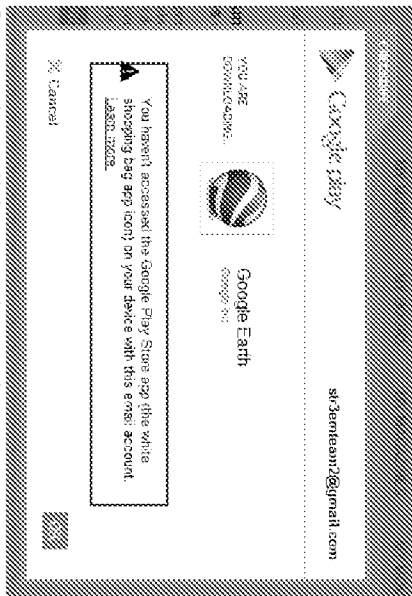 Google play
str3emteam2@gmail.com
YOU ARE
DOWNLOADING...
Google Earth
You haven't accessed the Google Play Store app (the white
shopping bag app icon) on your device with this email account.
Learn more.
Cancel